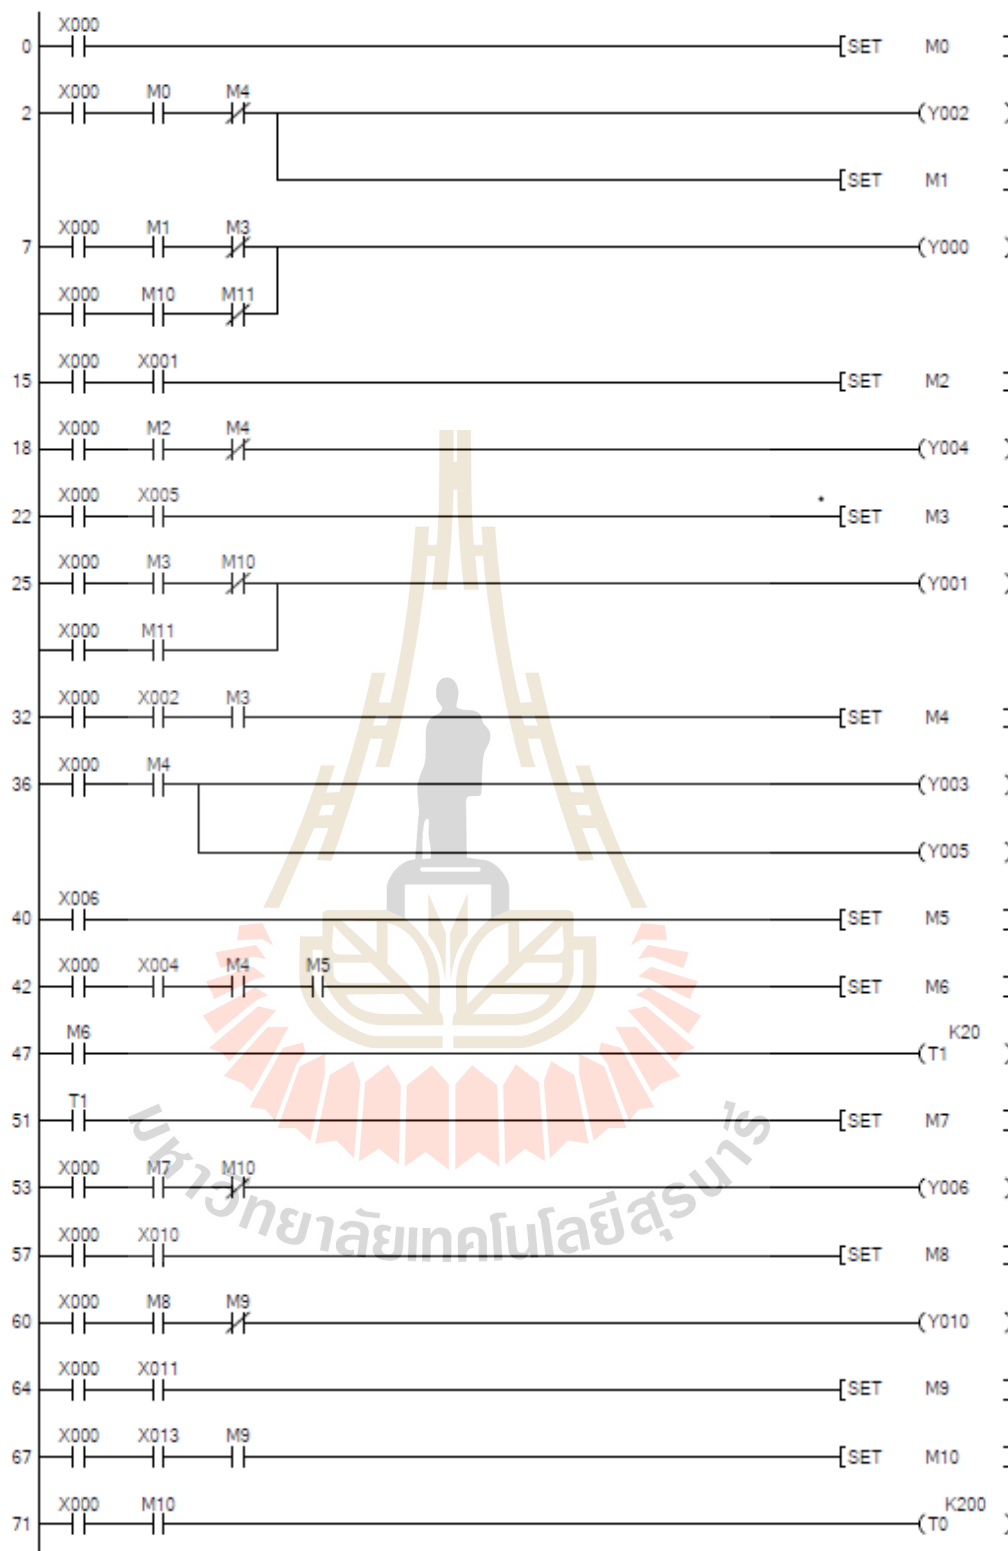 X000
0 SET M0
X000 M0 M4
2 Y002
SET M1
X000 M1 M3
7 Y000
X000 M10 M11
X000 X001
15 SET M2
X000 M2 M4
18 Y004
X000 X005
22 SET M3
X000 M3 M10
25 Y001
X000 M11
X000 X002 M3
32 SET M4
X000 M4
36 Y003
Y005
X006
40 SET M5
X000 X004 M4 M5
42 SET M6
M6 K20
47 T1
T1
51 SET M7
X000 M7 M10
53 Y006
X000 X010
57 SET M8
X000 M8 M9
60 Y010
X000 X011
64 SET M9
X000 X013 M9
67 SET M10
X000 M10 K200
71 T0
มหาวิทยาลัยเทคโนโลยีสุรนารี